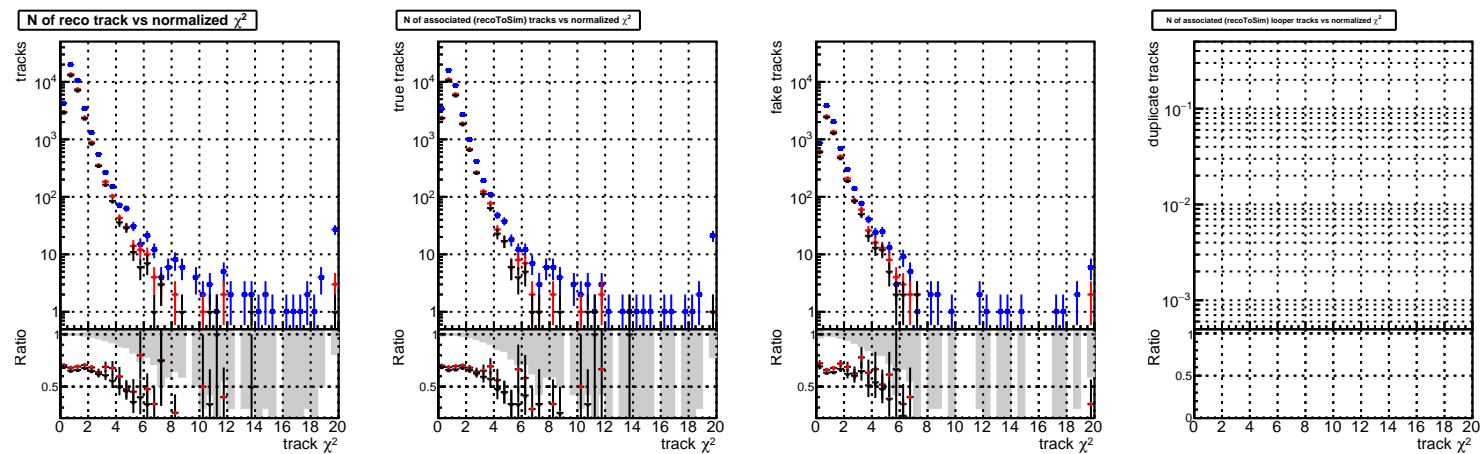 N of reco track vs normalized χ²
N of associated (recoToSim) tracks vs normalized χ²
N of associated (recoToSim) looper tracks vs normalized χ²
tracks
10⁴
10³
10²
10
1
Ratio
1
0.5
0 2 4 6 8 10 12 14 16 18 20
track χ²
true tracks
10⁴
10³
10²
10
1
Ratio
1
0.5
0 2 4 6 8 10 12 14 16 18 20
track χ²
fake tracks
10⁴
10³
10²
10
1
Ratio
1
0.5
0 2 4 6 8 10 12 14 16 18 20
track χ²
duplicate tracks
10⁻¹
10⁻²
10⁻³
Ratio
1
0.5
0
0 2 4 6 8 10 12 14 16 18 20
track χ²